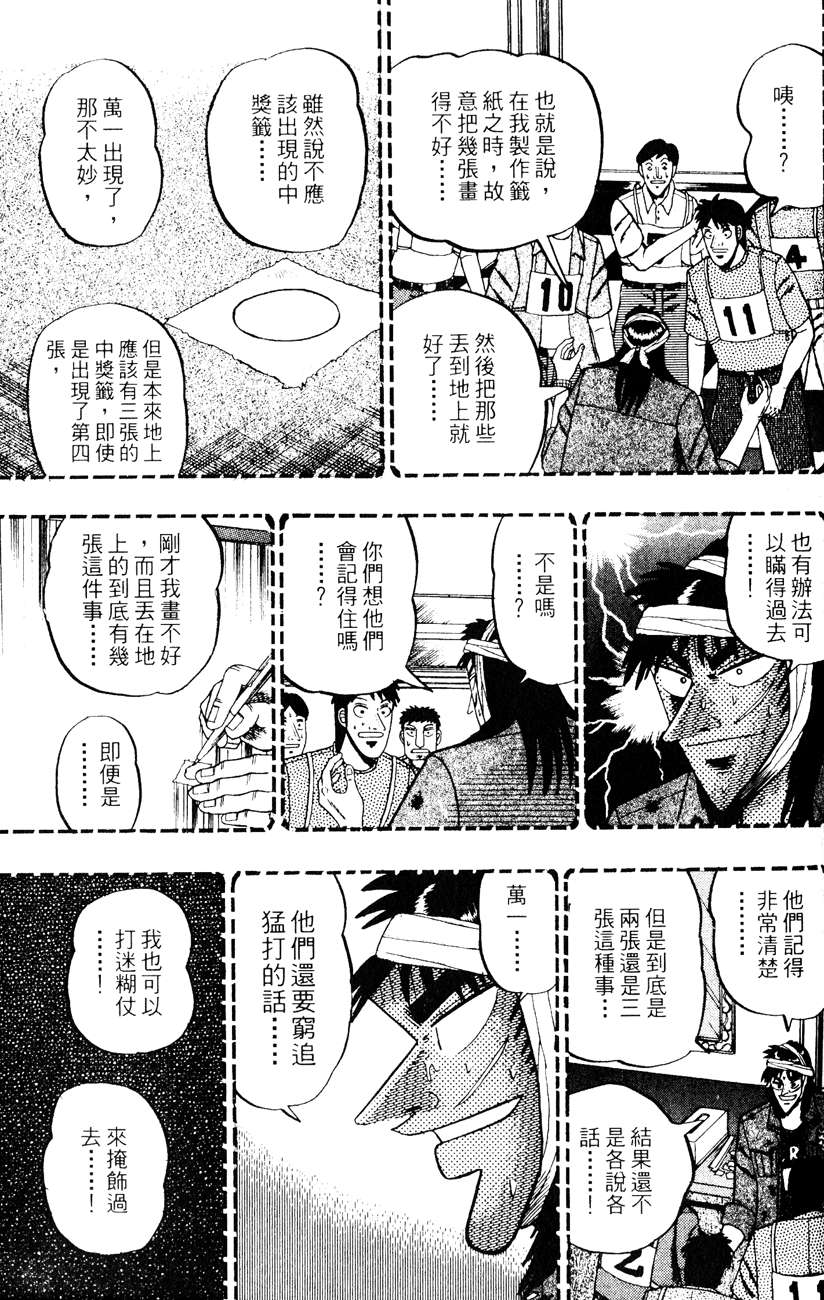 咦……？
也就是說，
在我製作籤
紙之時，故
意把幾張畫
得不好……
4
10
11
然後把那些
丟到地上就
好了……
雖然說不應
該出現的中
獎籤……
萬一出現了，
那不太妙，
但是本來地上
應該有三張的
中獎籤，即使
是出現了第四
張，
也有辦法可
以瞞得過去
……！
不是嗎
……？
你們想他們
會記得住嗎
……？
剛才我畫不好
，而且丟在地
上的到底有幾
張這件事……
即便是
……
他們記得
非常清楚
……
但是到底是
兩張還是三
張這種事…
結果還不
是各說各
話……！
R
2
11
萬一……
他們還要窮追
猛打的話……
我也可以
打迷糊仗
……！
來掩飾過
去……！